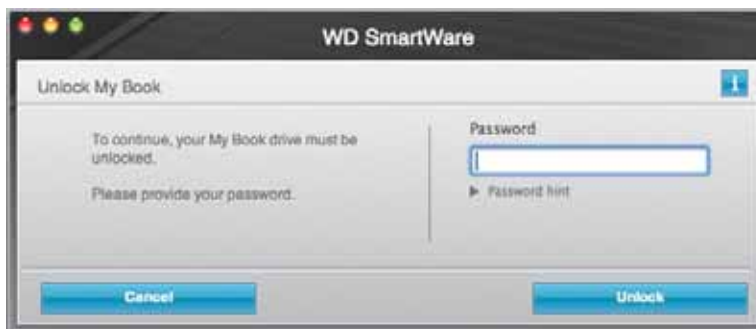 WD SmartWare
Unlock My Book
i
To continue, your My Book drive must be
unlocked.
Please provide your password.
Password
Password hint
Cancel
Unlock